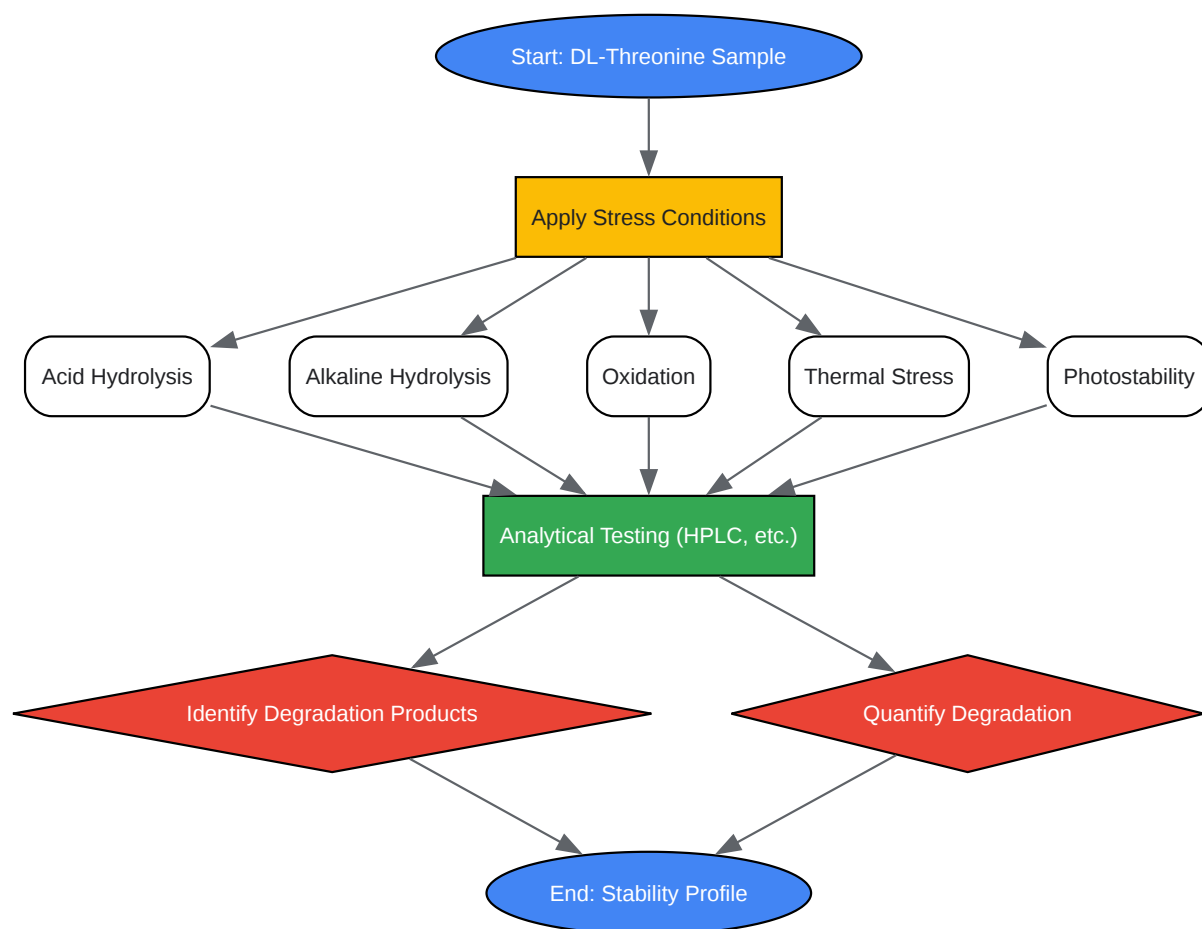 Start: DL-Threonine Sample
Apply Stress Conditions
Acid Hydrolysis
Alkaline Hydrolysis
Oxidation
Thermal Stress
Photostability
Analytical Testing (HPLC, etc.)
Identify Degradation Products
Quantify Degradation
End: Stability Profile